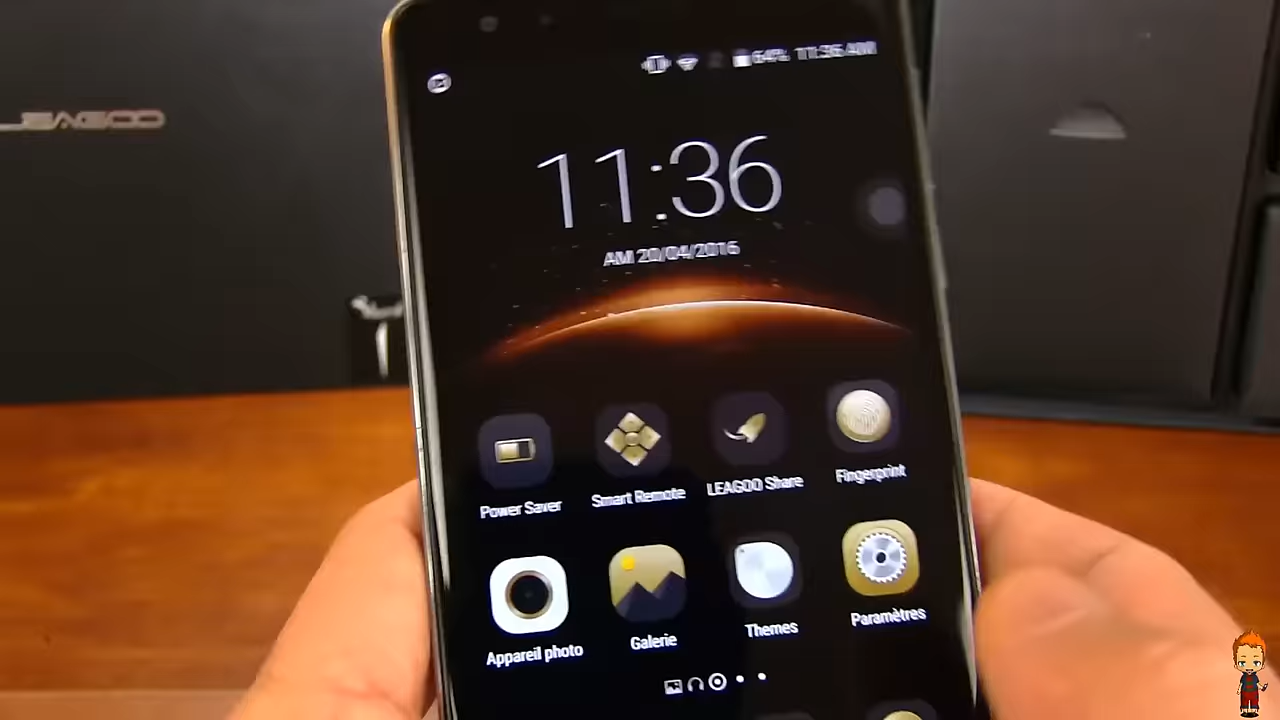 LEAGOO
64% 11:36 AM
11:36
AM 20/04/2016
Power Saver
Smart Remote
LEAGOO Share
Fingerprint
Appareil photo
Galerie
Themes
Paramètres